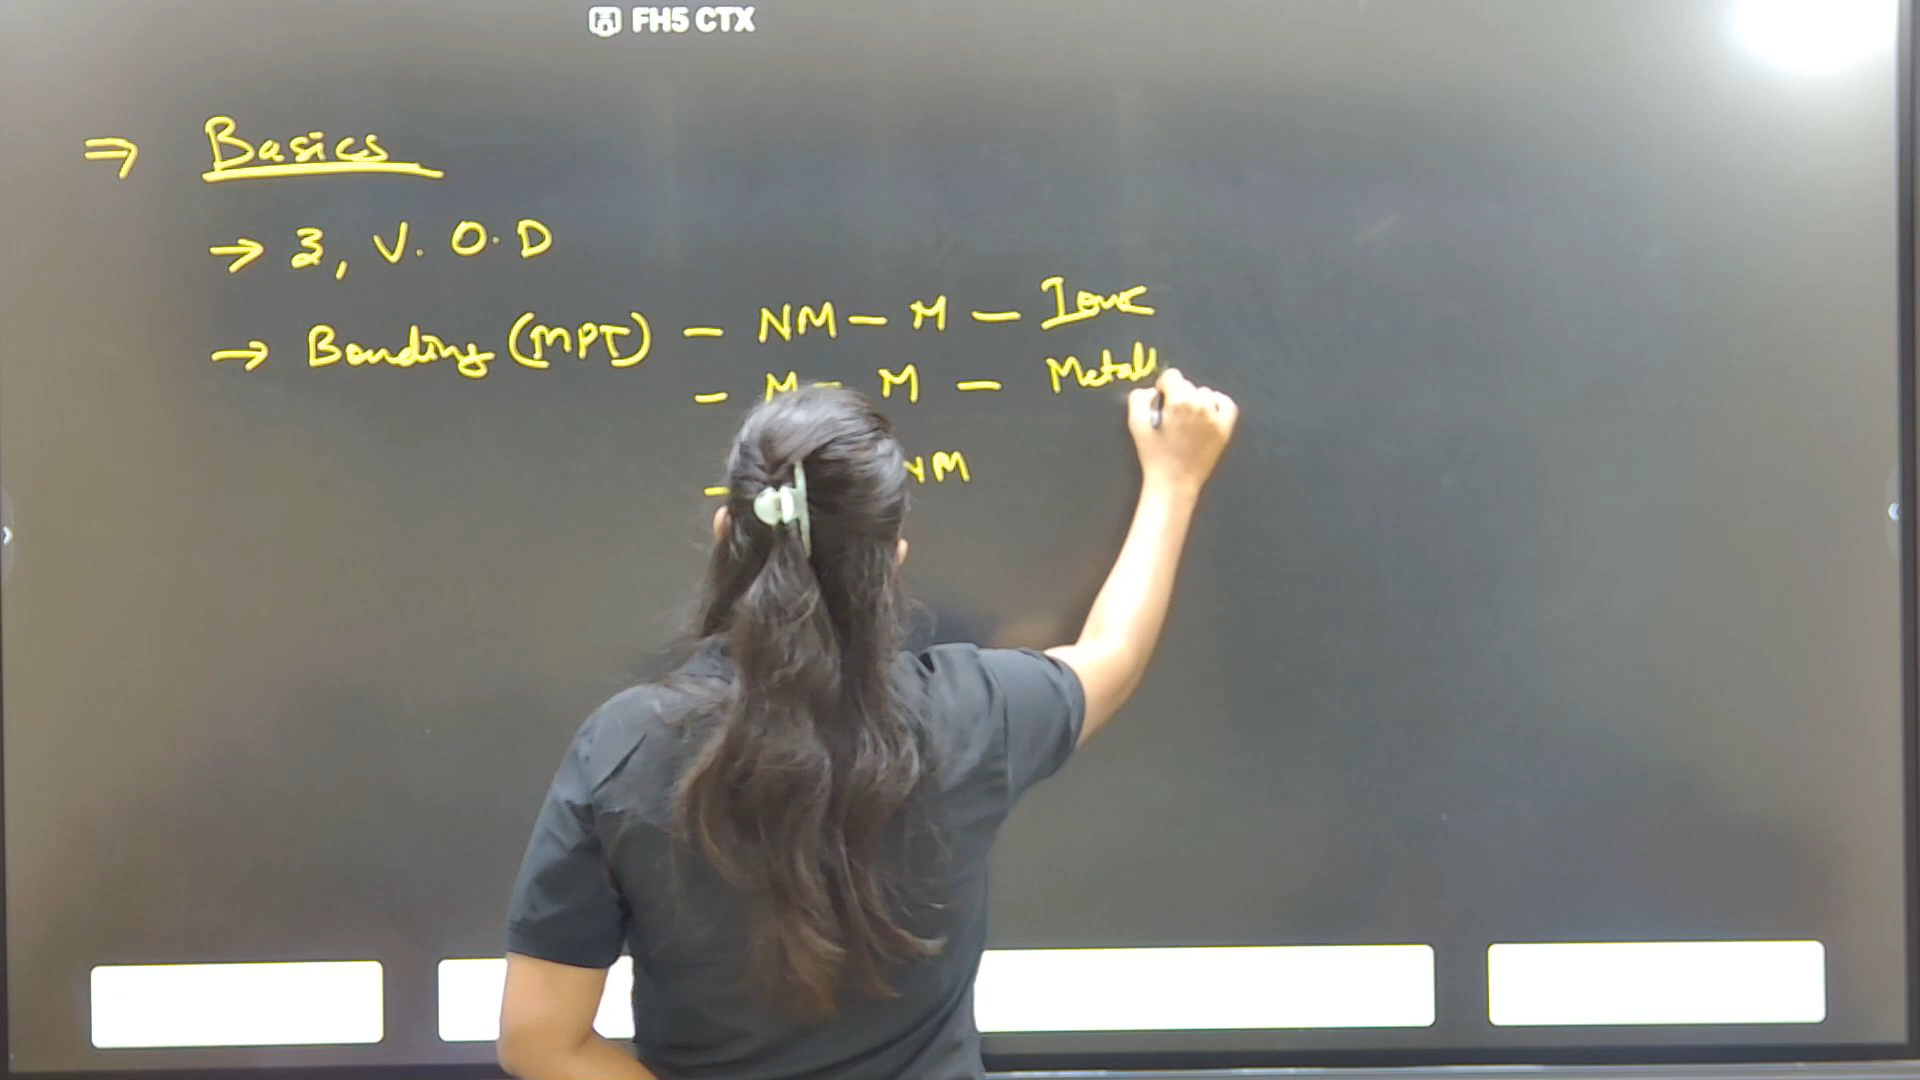 FH5 CTX
⇒ Basics
→ 3, V. O. D
→ Bonding (MPT) - NM - M - Ionic
- M - M - Metall
- NM